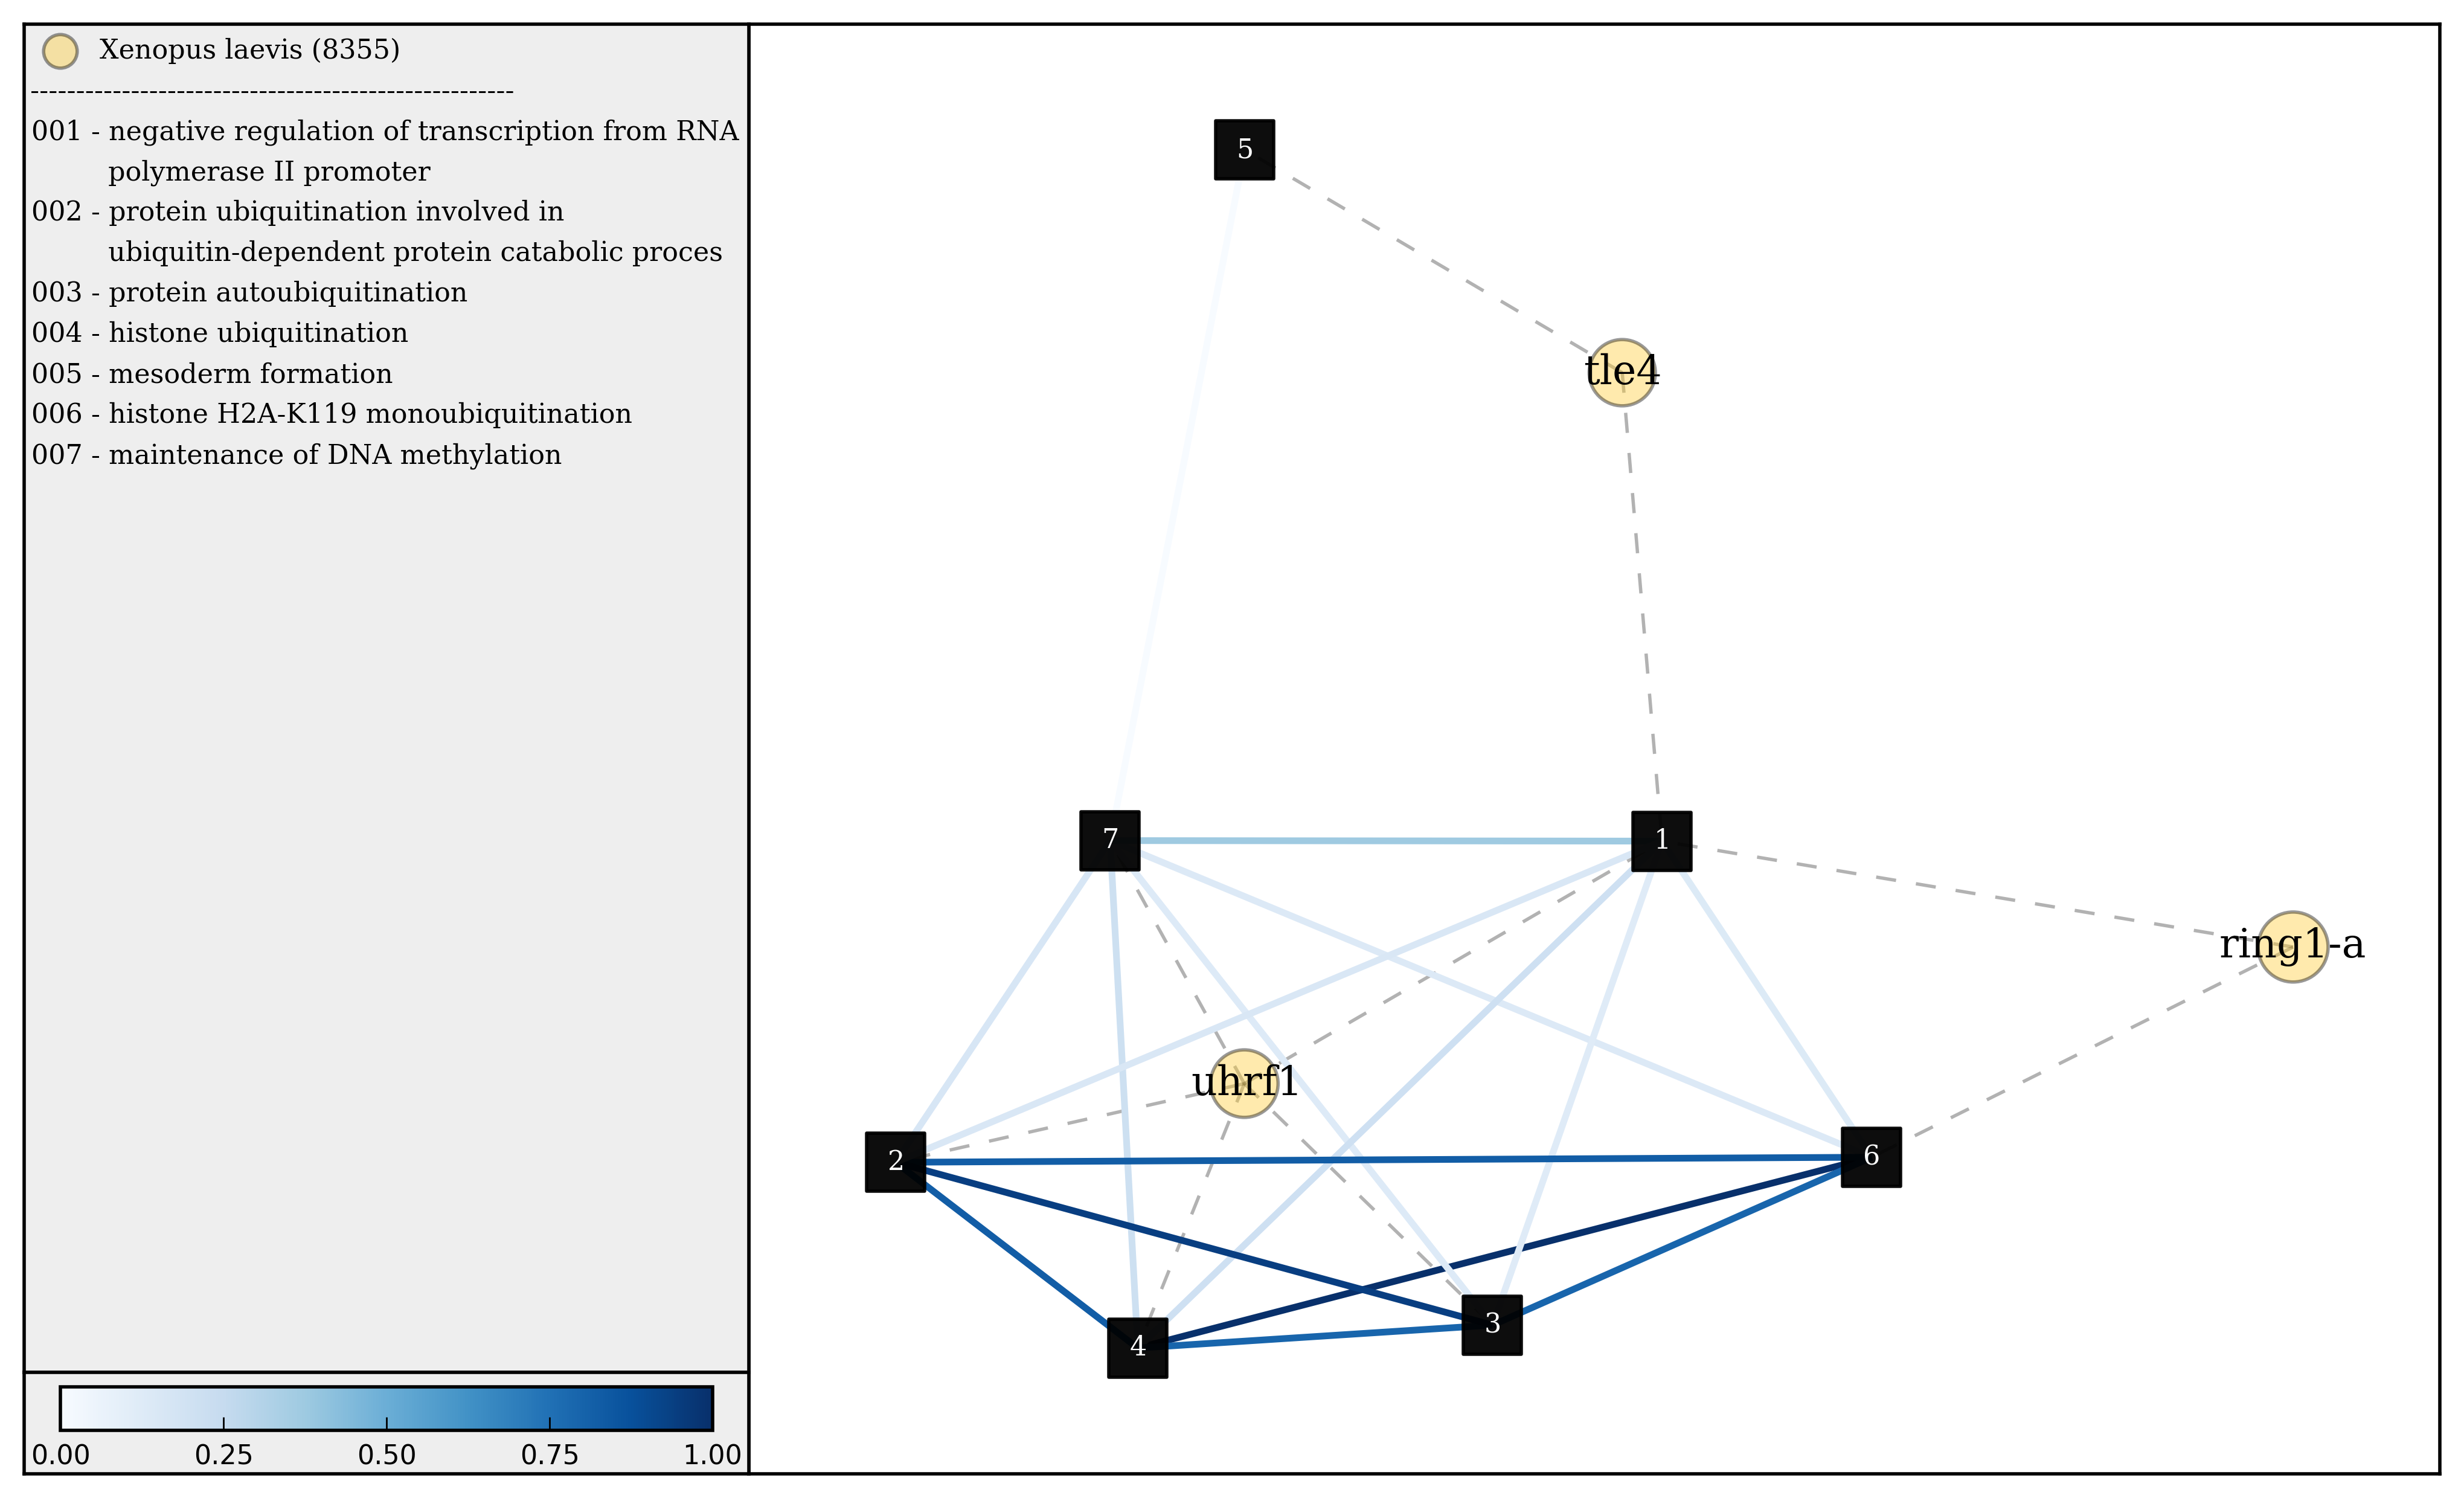 Xenopus laevis (8355)
-----------------------------------------------------
001 - negative regulation of transcription from RNA
polymerase II promoter
002 - protein ubiquitination involved in
ubiquitin-dependent protein catabolic proces
003 - protein autoubiquitination
004 - histone ubiquitination
005 - mesoderm formation
006 - histone H2A-K119 monoubiquitination
007 - maintenance of DNA methylation
0.00 0.25 0.50 0.75 1.00
5
tle4
7 1
ring1-a
uhrf1
2 6
3
4